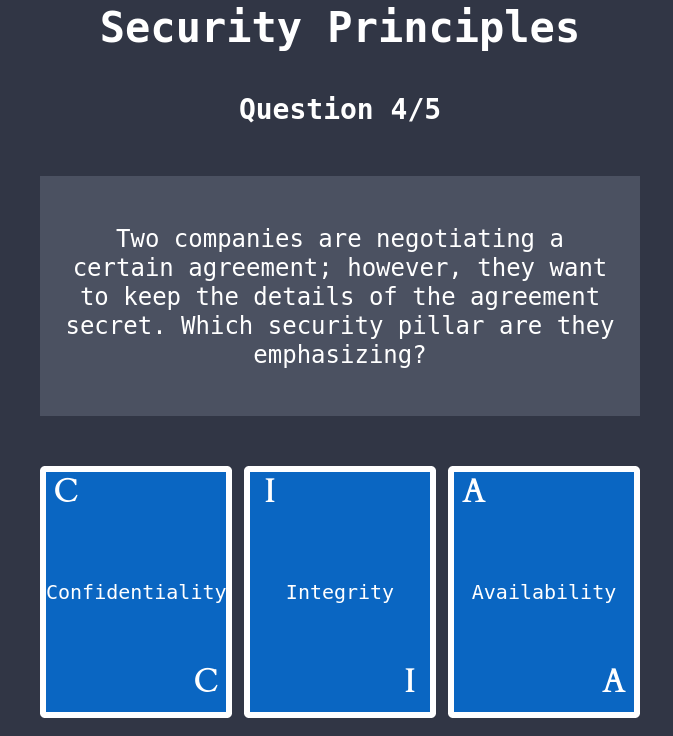 Security Principles
Question 4/5
Two companies are negotiating a
certain agreement; however, they want
to keep the details of the agreement
secret. Which security pillar are they
emphasizing?
C
I
A
Confidentiality
Integrity
Availability
C
I
A